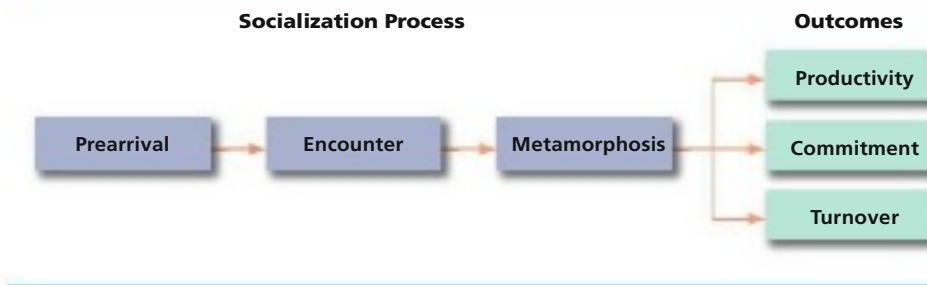 Socialization Process
Outcomes
Productivity
Prearrival
Encounter
Metamorphosis
Commitment
Turnover